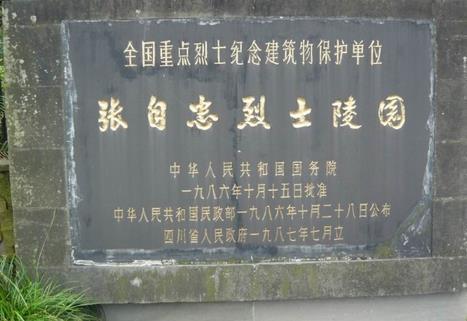 全国重点烈士纪念建筑物保护单位
张自忠烈士陵园
中华人民共和国国务院
一九八六年十月十五日批准
中华人民共和国民政部一九八六年十月二十八日公布
四川省人民政府一九八七年七月立